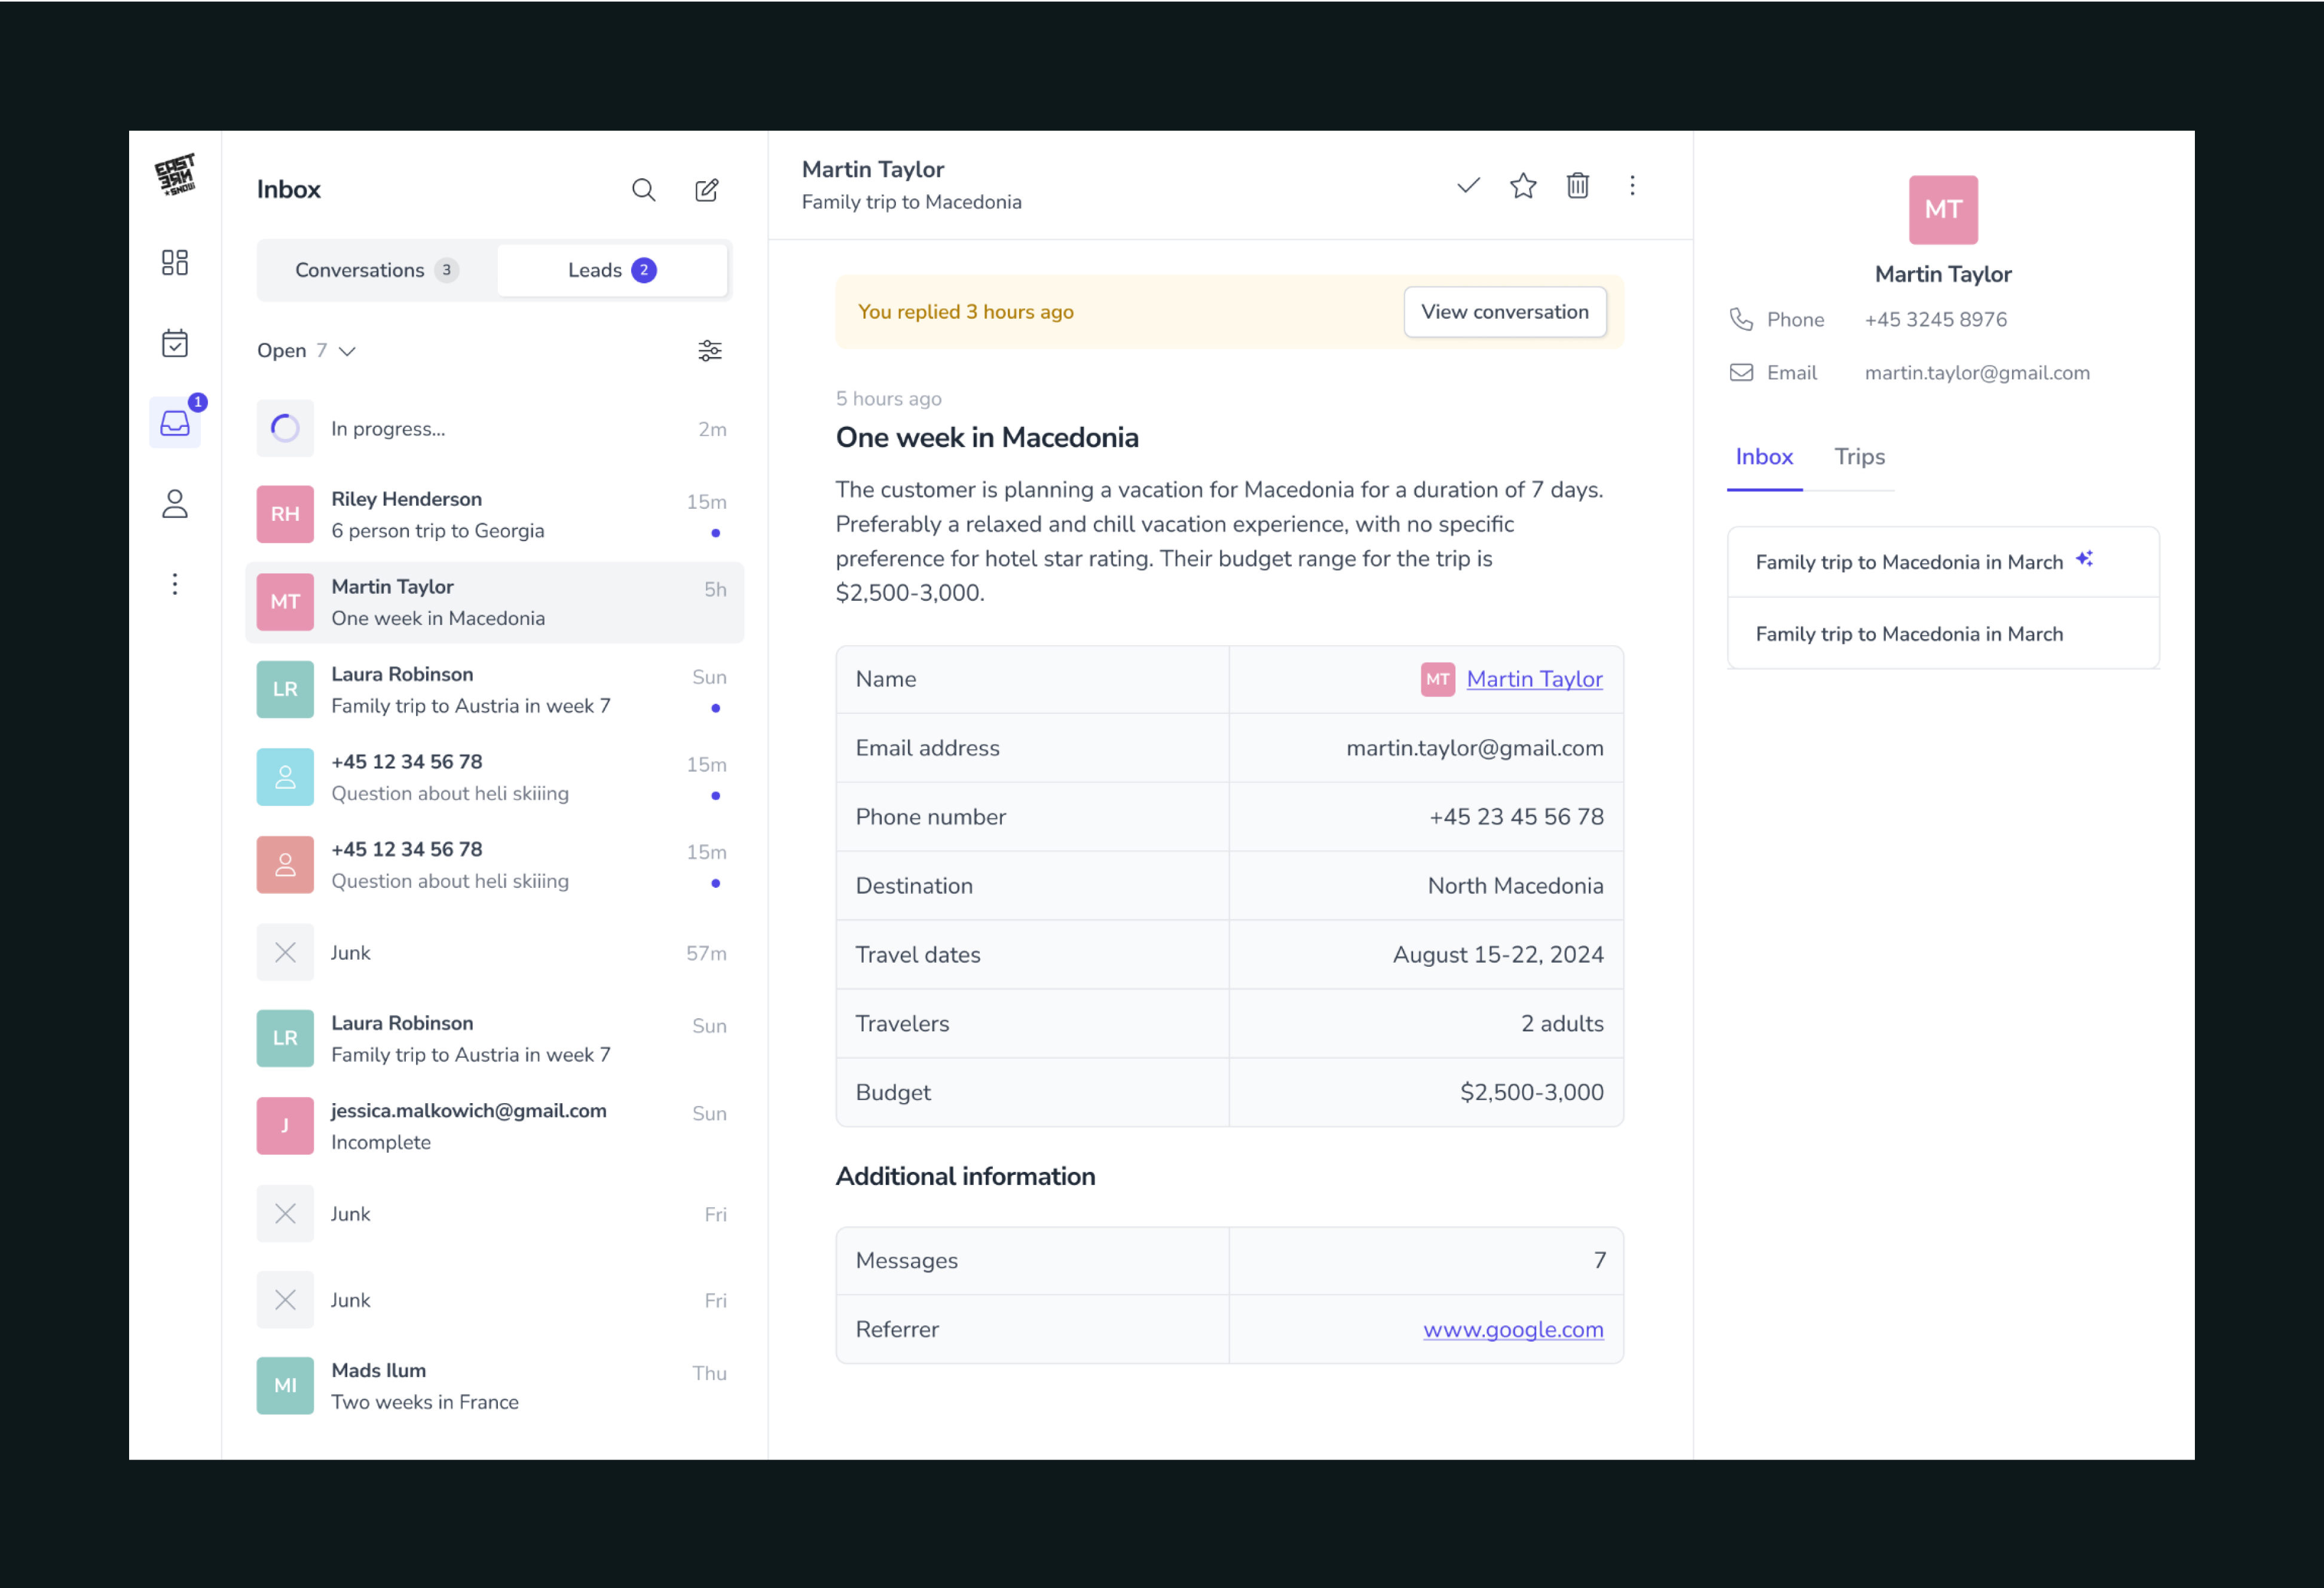 EAST
ERN
SNOW
1
Inbox
Conversations 3
Leads 2
Open 7
In progress... 2m
RH Riley Henderson 15m
6 person trip to Georgia
MT Martin Taylor 5h
One week in Macedonia
LR Laura Robinson Sun
Family trip to Austria in week 7
+45 12 34 56 78 15m
Question about heli skiiing
+45 12 34 56 78 15m
Question about heli skiiing
Junk 57m
LR Laura Robinson Sun
Family trip to Austria in week 7
J jessica.malkowich@gmail.com Sun
Incomplete
Junk Fri
Junk Fri
MI Mads Ilum Thu
Two weeks in France
Martin Taylor
Family trip to Macedonia
You replied 3 hours ago View conversation
5 hours ago
One week in Macedonia
The customer is planning a vacation for Macedonia for a duration of 7 days.
Preferably a relaxed and chill vacation experience, with no specific
preference for hotel star rating. Their budget range for the trip is
$2,500-3,000.
Name MT Martin Taylor
Email address martin.taylor@gmail.com
Phone number +45 23 45 56 78
Destination North Macedonia
Travel dates August 15-22, 2024
Travelers 2 adults
Budget $2,500-3,000
Additional information
Messages 7
Referrer www.google.com
MT
Martin Taylor
Phone +45 3245 8976
Email martin.taylor@gmail.com
Inbox Trips
Family trip to Macedonia in March
Family trip to Macedonia in March